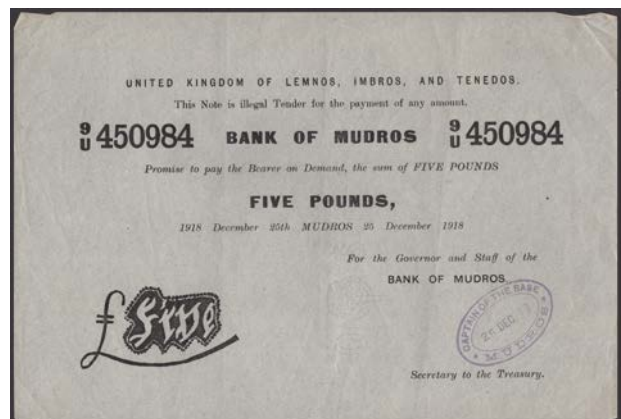 UNITED KINGDOM OF LEMNOS, IMBROS, AND TENEDOS.
This Note is illegal Tender for the payment of any amount.
9/U 450984 BANK OF MUDROS 9/U 450984
Promise to pay the Bearer on Demand, the sum of FIVE POUNDS
FIVE POUNDS,
1918 December 25th MUDROS 25 December 1918
For the Governor and Staff of the
BANK OF MUDROS.
CAPTAIN OF THE BASE
25 DEC
MUDROS
£ Five
Secretary to the Treasury.